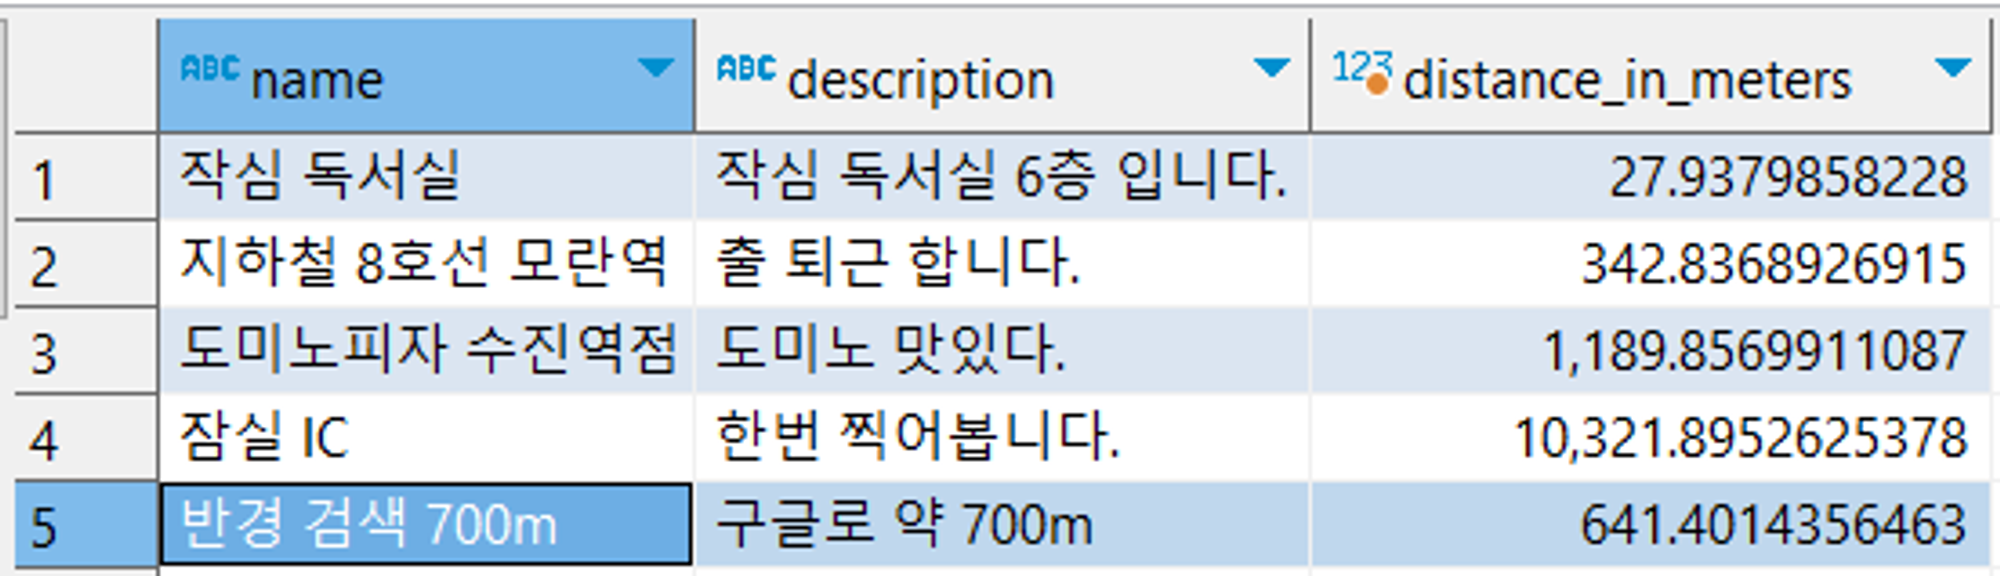 ABC name ABC description 123 distance_in_meters
1 작심 독서실 작심 독서실 6층 입니다. 27.9379858228
2 지하철 8호선 모란역 출 퇴근 합니다. 342.8368926915
3 도미노피자 수진역점 도미노 맛있다. 1,189.8569911087
4 잠실 IC 한번 찍어봅니다. 10,321.8952625378
5 반경 검색 700m 구글로 약 700m 641.4014356463